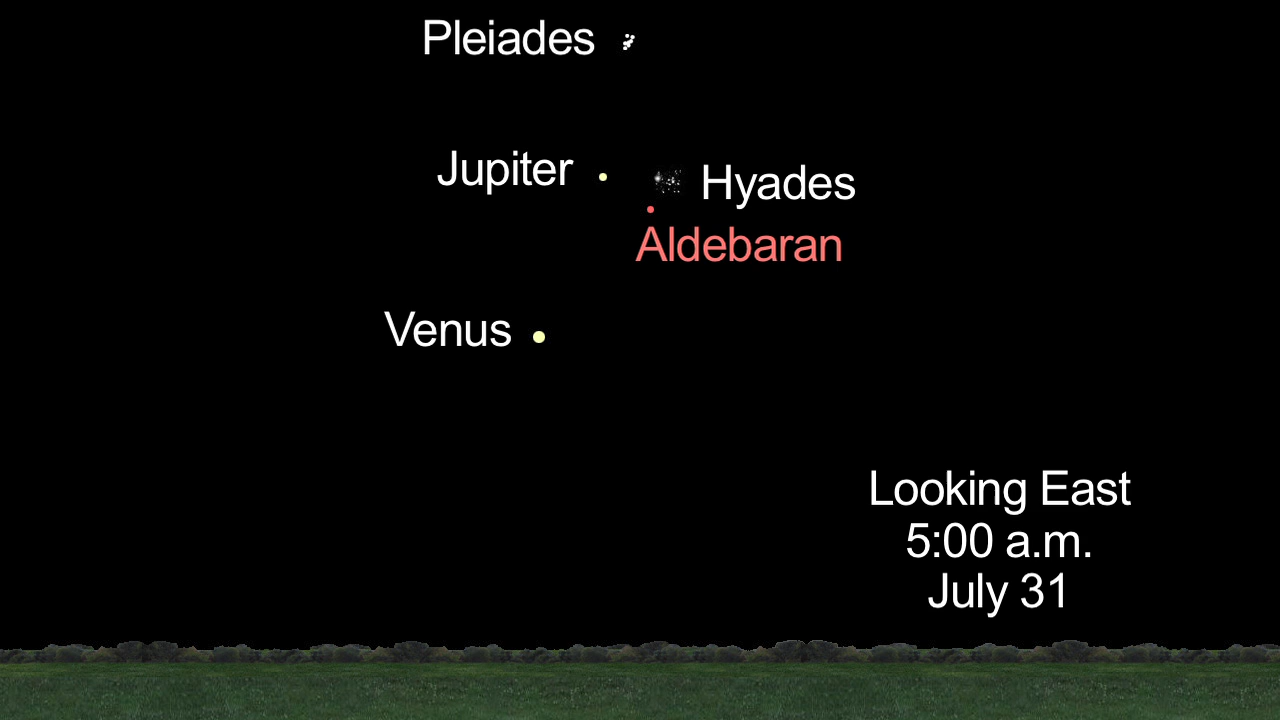 Pleiades
Jupiter
Hyades
Aldebaran
Venus
Looking East
5:00 a.m.
July 31